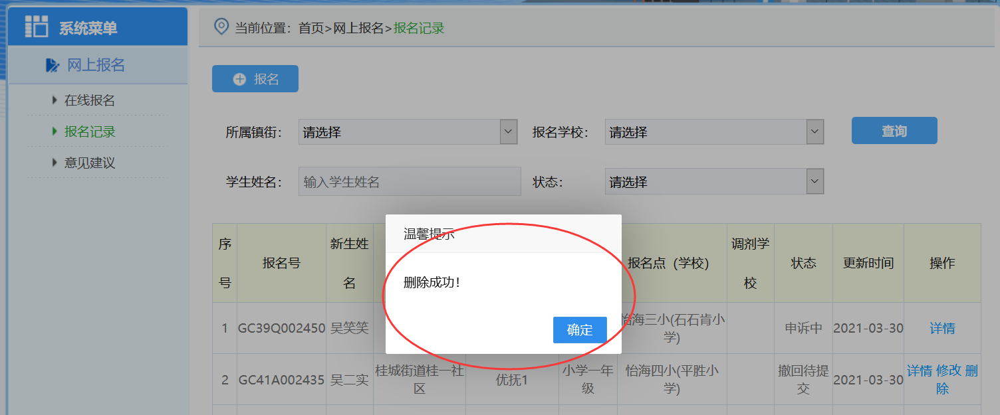 系统菜单
当前位置：首页>网上报名>报名记录
网上报名
在线报名
报名记录
意见建议
报名
所属镇街：
请选择
报名学校：
请选择
查询
学生姓名：
输入学生姓名
状态：
请选择
序
号
报名号
新生姓
名
报名点（学校）
调剂学
校
状态
更新时间
操作
温馨提示
删除成功！
确定
1
GC39Q002450
吴笑笑
怡海三小(石石肯小
学)
申诉中
2021-03-30
详情
2
GC41A002435
吴二实
桂城街道桂一社
区
优抚1
小学一年
级
怡海四小(平胜小
学)
撤回待提
交
2021-03-30
详情 修改 删
除